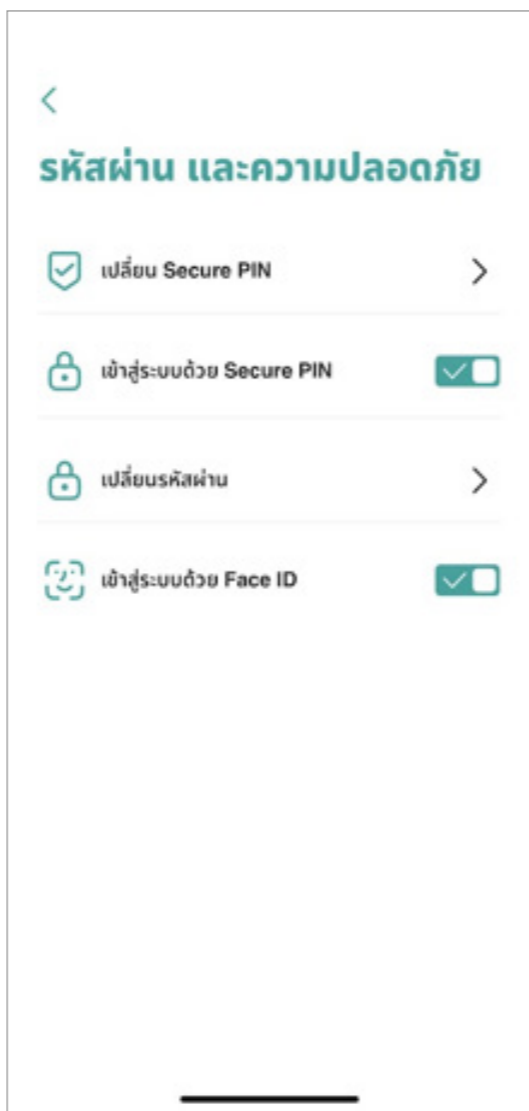 รหัสผ่าน และความปลอดภัย
เปลี่ยน Secure PIN
เข้าสู่ระบบด้วย Secure PIN
เปลี่ยนรหัสผ่าน
เข้าสู่ระบบด้วย Face ID